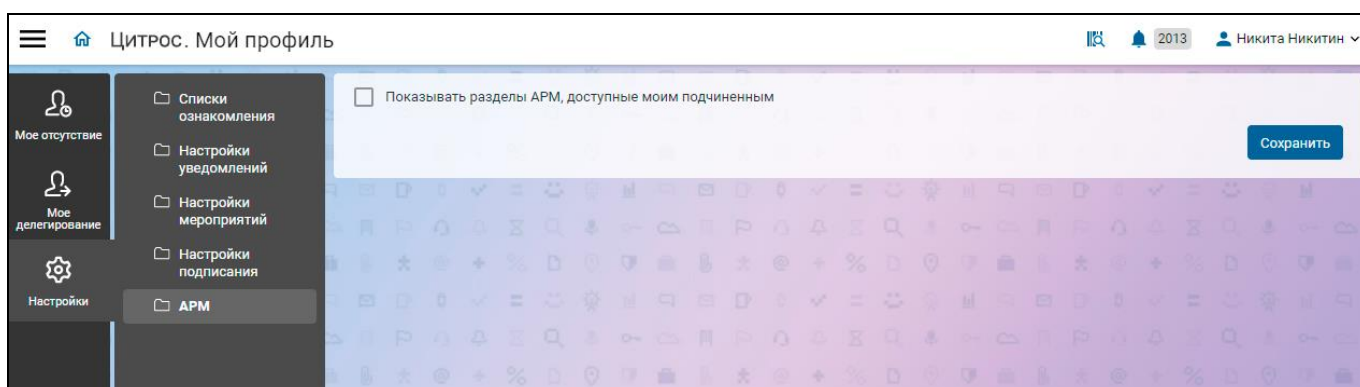 Цитрос. Мой профиль
2013
Никита Никитин
Мое отсутствие
Мое
делегирование
Настройки
Списки
ознакомления
Настройки
уведомлений
Настройки
мероприятий
Настройки
подписания
АРМ
Показывать разделы АРМ, доступные моим подчиненным
Сохранить